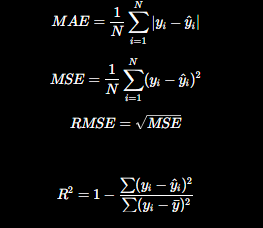 MAE = \frac{1}{N} \sum_{i=1}^{N} |y_i - \hat{y}_i|
MSE = \frac{1}{N} \sum_{i=1}^{N} (y_i - \hat{y}_i)^2
RMSE = \sqrt{MSE}
R^2 = 1 - \frac{\sum (y_i - \hat{y}_i)^2}{\sum (y_i - \bar{y})^2}